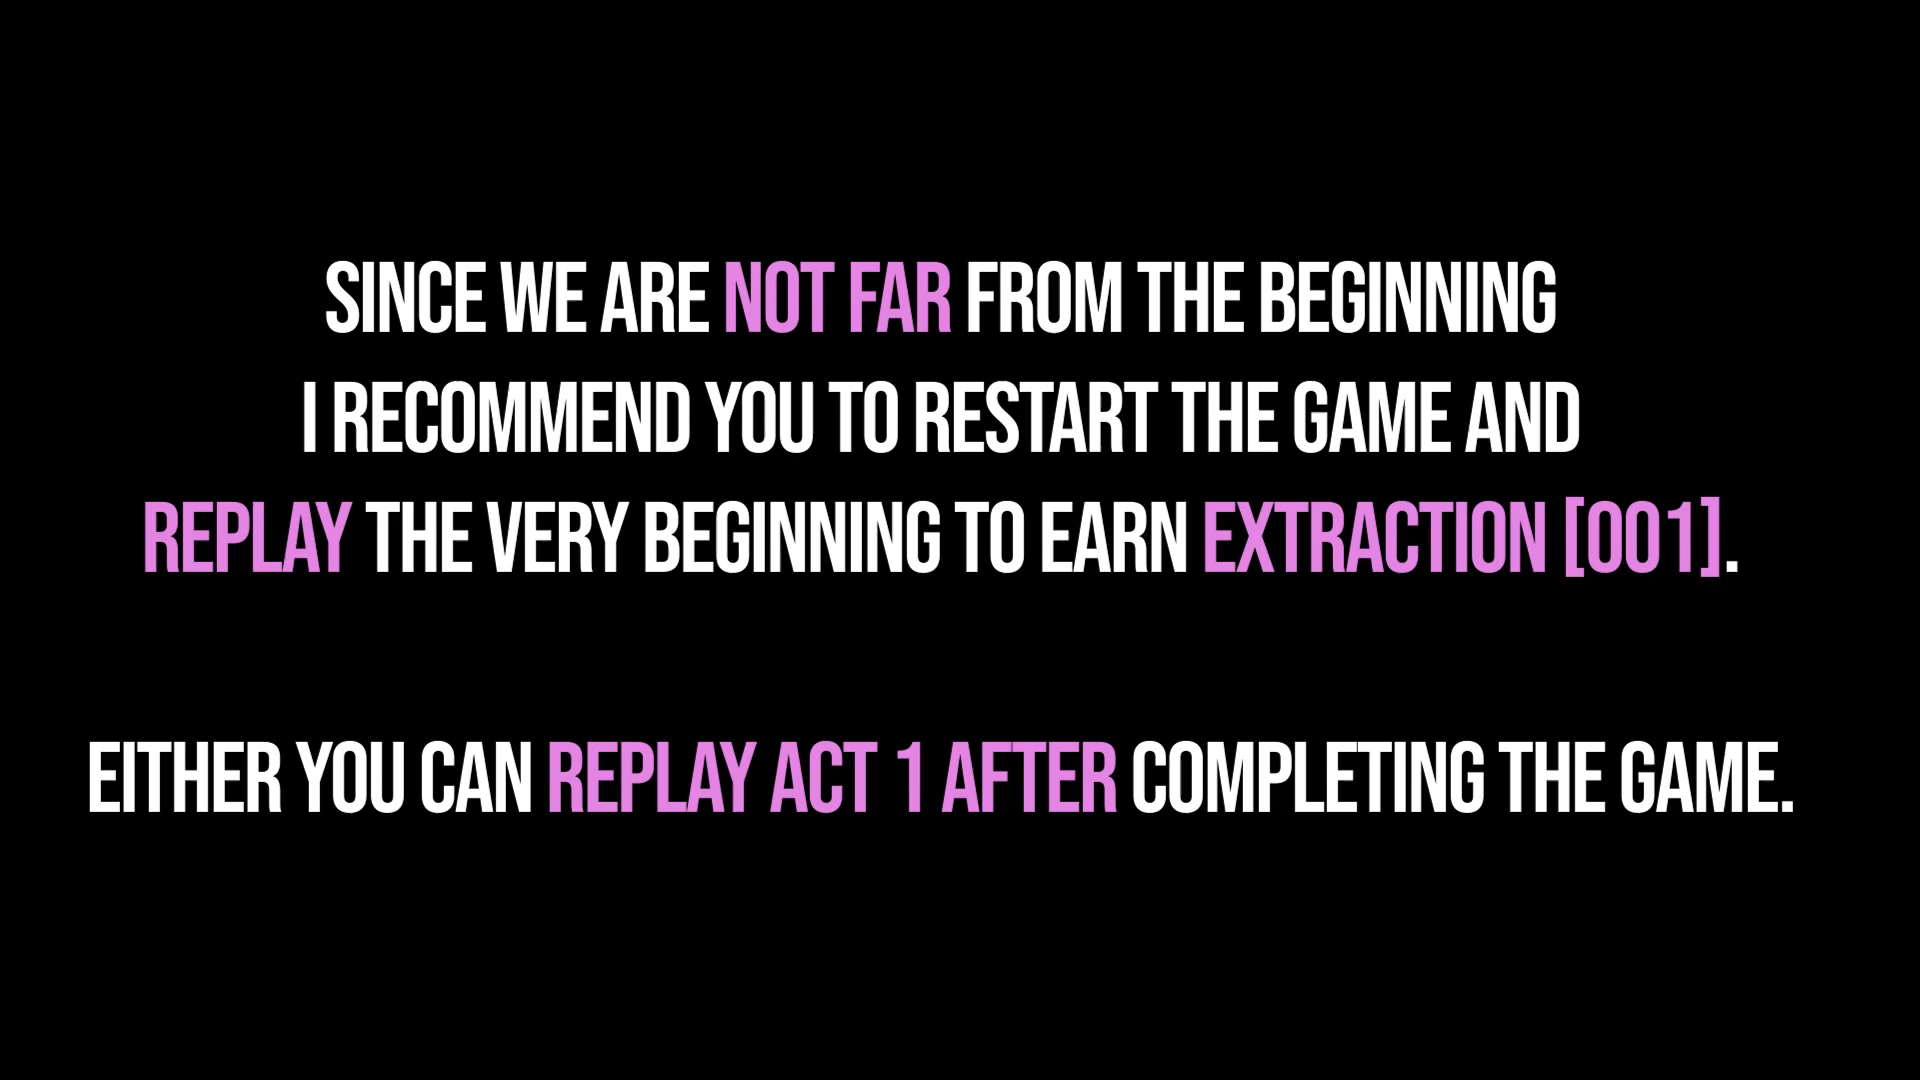 SINCE WE ARE NOT FAR FROM THE BEGINNING
I RECOMMEND YOU TO RESTART THE GAME AND
REPLAY THE VERY BEGINNING TO EARN EXTRACTION [001].
EITHER YOU CAN REPLAY ACT 1 AFTER COMPLETING THE GAME.